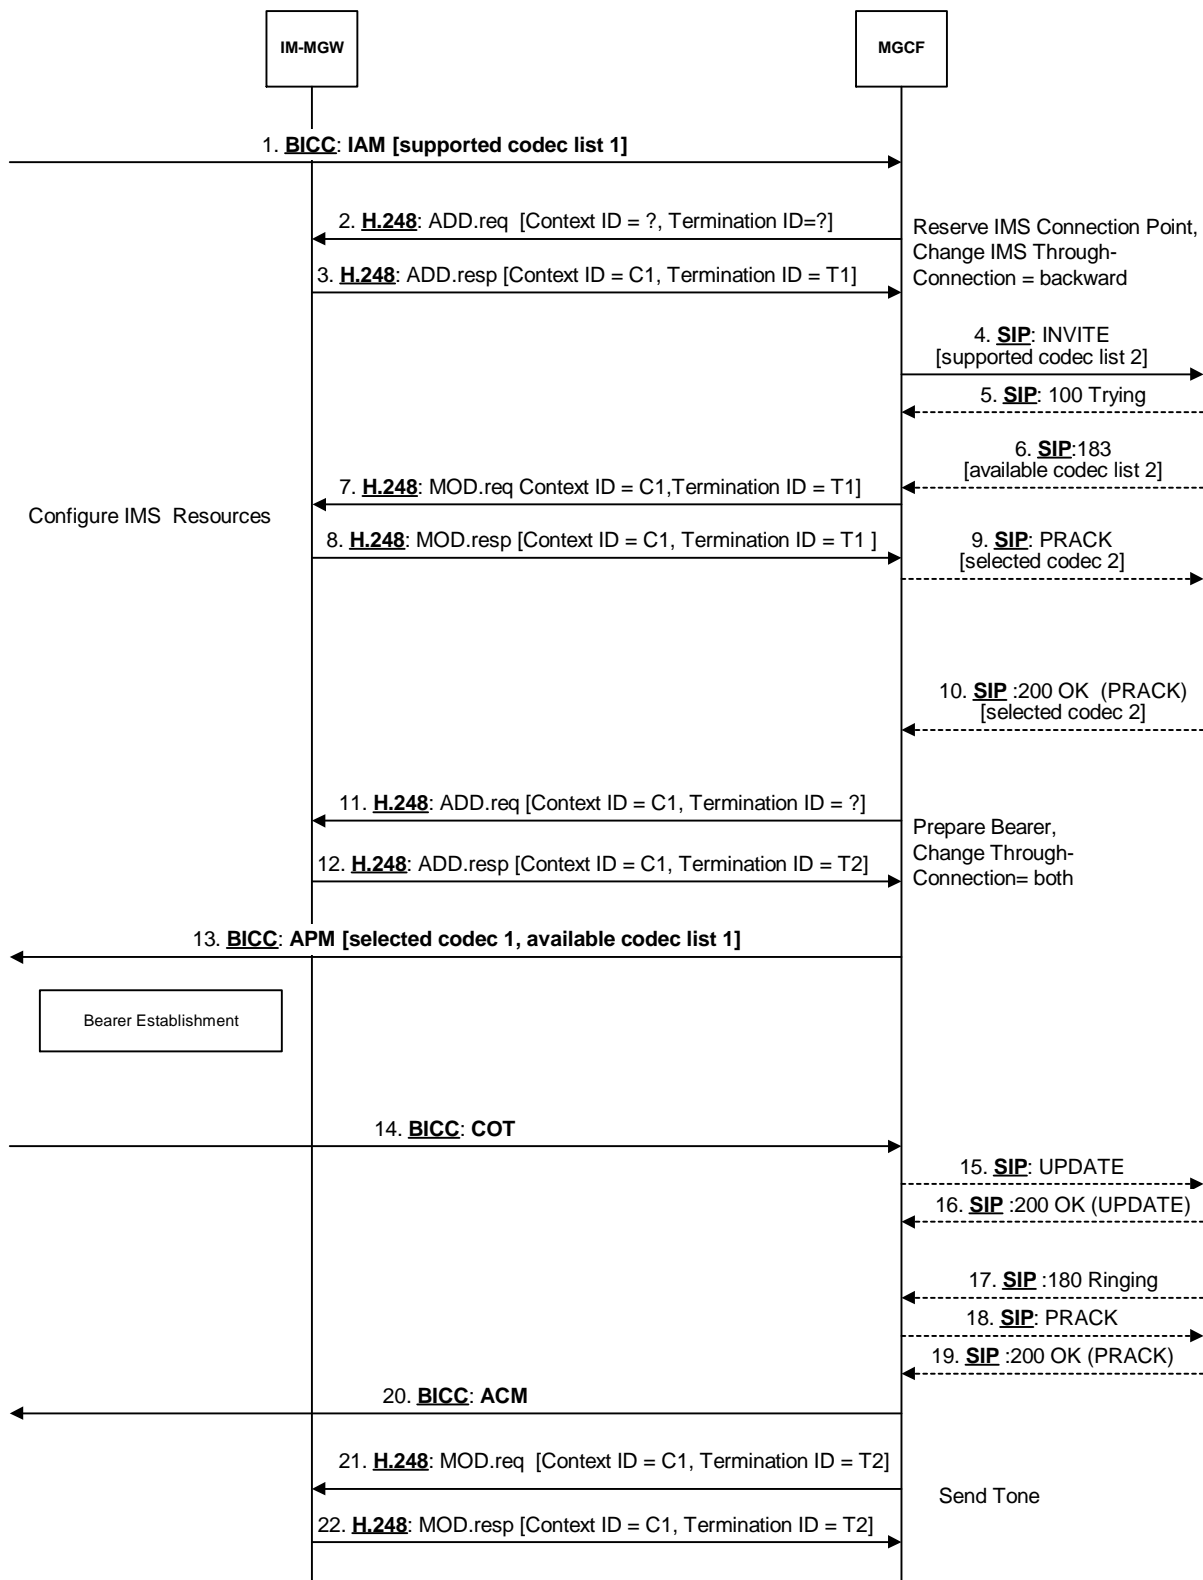 IM-MGW
MGCF
1. BICC: IAM [supported codec list 1]
2. H.248: ADD.req [Context ID = ?, Termination ID=?]
Reserve IMS Connection Point,
Change IMS Through-
Connection = backward
3. H.248: ADD.resp [Context ID = C1, Termination ID = T1]
4. SIP: INVITE
[supported codec list 2]
5. SIP: 100 Trying
6. SIP:183
[available codec list 2]
7. H.248: MOD.req Context ID = C1,Termination ID = T1]
Configure IMS Resources
8. H.248: MOD.resp [Context ID = C1, Termination ID = T1 ]
9. SIP: PRACK
[selected codec 2]
10. SIP :200 OK (PRACK)
[selected codec 2]
11. H.248: ADD.req [Context ID = C1, Termination ID = ?]
Prepare Bearer,
Change Through-
Connection= both
12. H.248: ADD.resp [Context ID = C1, Termination ID = T2]
13. BICC: APM [selected codec 1, available codec list 1]
Bearer Establishment
14. BICC: COT
15. SIP: UPDATE
16. SIP :200 OK (UPDATE)
17. SIP :180 Ringing
18. SIP: PRACK
19. SIP :200 OK (PRACK)
20. BICC: ACM
21. H.248: MOD.req [Context ID = C1, Termination ID = T2]
Send Tone
22. H.248: MOD.resp [Context ID = C1, Termination ID = T2]